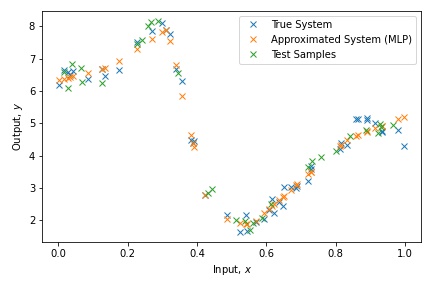 True System
Approximated System (MLP)
Test Samples
Output, y
8
7
6
5
4
3
2
0.0 0.2 0.4 0.6 0.8 1.0
Input, x